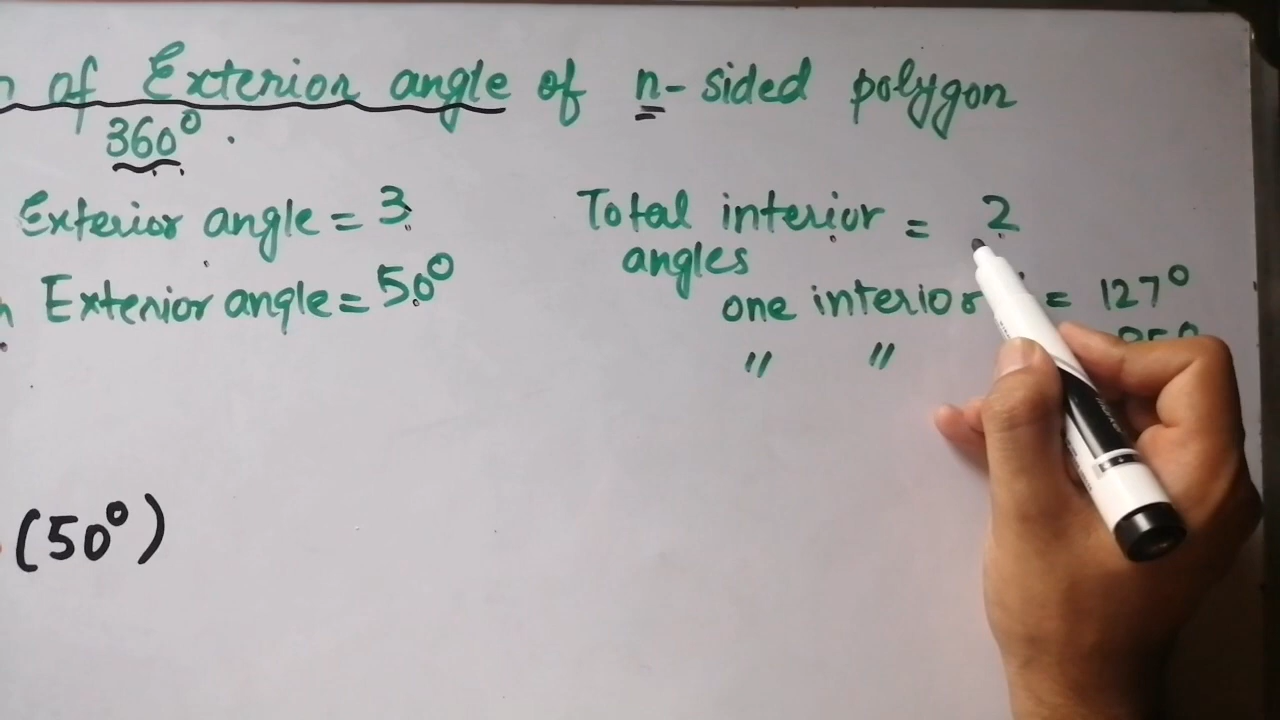 of Exterior angle of n-sided polygon
360° .
Exterior angle = 3
Exterior angle = 50°
Total interior = 2
angles
one interior = 127°
" "
(50°)